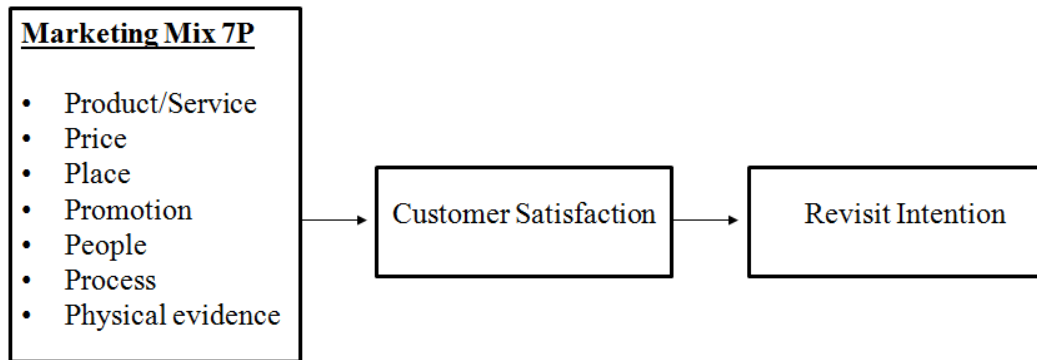 Marketing Mix 7P
• Product/Service
• Price
• Place
• Promotion
• People
• Process
• Physical evidence
Customer Satisfaction
Revisit Intention